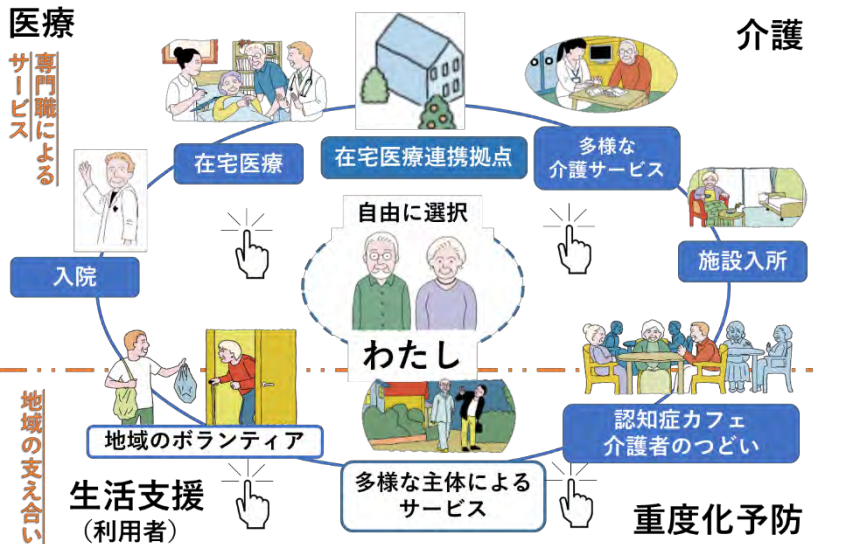 医療
介護
専門職による
サービス
在宅医療
在宅医療連携拠点
多様な
介護サービス
自由に選択
入院
施設入所
わたし
地域のボランティア
認知症カフェ
介護者のつどい
多様な主体による
サービス
地域の支え合い
生活支援
（利用者）
重度化予防